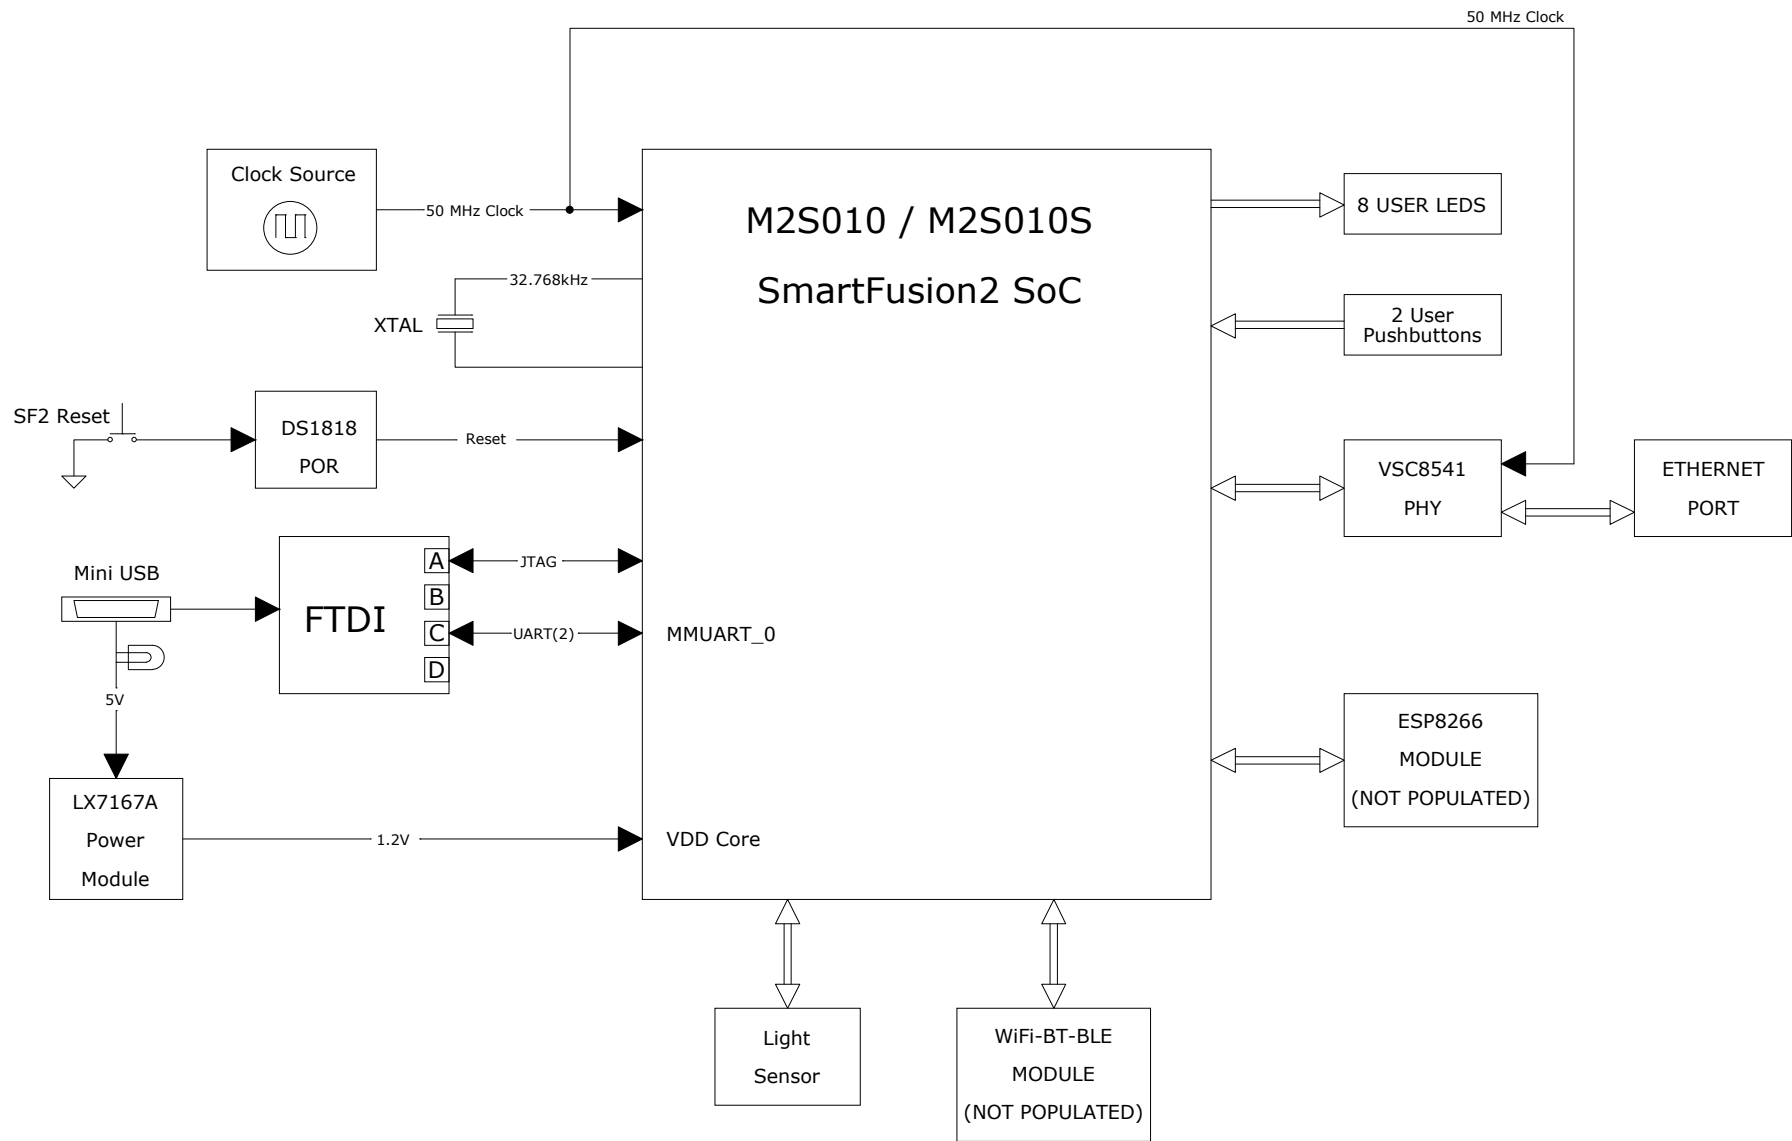 50 MHz Clock
Clock Source
50 MHz Clock
M2S010 / M2S010S
SmartFusion2 SoC
8 USER LEDS
32.768kHz
XTAL
2 User
Pushbuttons
SF2 Reset
DS1818
POR
Reset
VSC8541
PHY
ETHERNET
PORT
Mini USB
FTDI
A
B
C
D
JTAG
UART(2)
MMUART_0
5V
LX7167A
Power
Module
1.2V
VDD Core
ESP8266
MODULE
(NOT POPULATED)
Light
Sensor
WiFi-BT-BLE
MODULE
(NOT POPULATED)